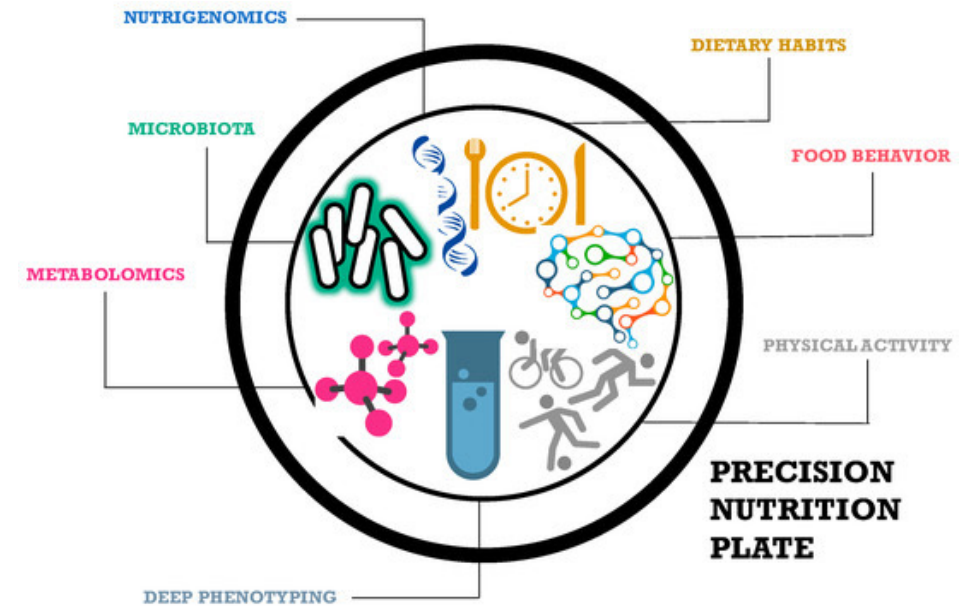 NUTRIGENOMICS
DIETARY HABITS
MICROBIOTA
FOOD BEHAVIOR
METABOLOMICS
PHYSICAL ACTIVITY
PRECISION
NUTRITION
PLATE
DEEP PHENOTYPING